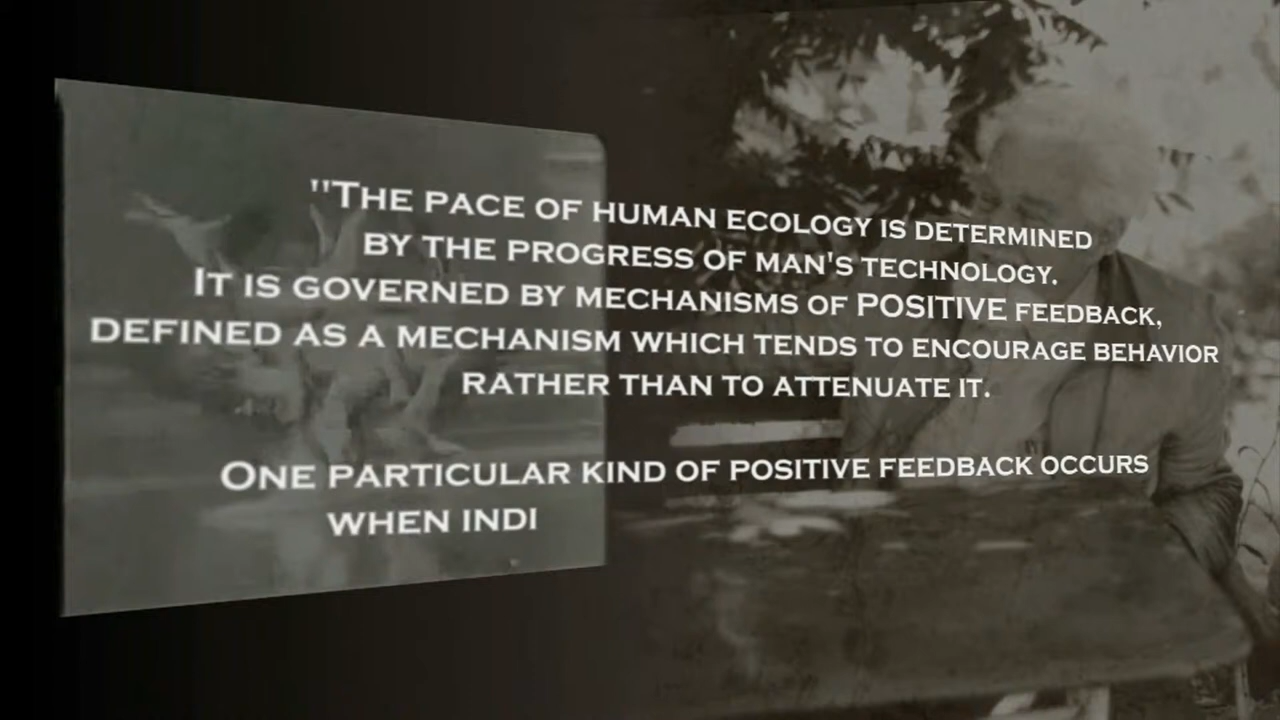 "The pace of human ecology is determined
by the progress of man's technology.
It is governed by mechanisms of POSITIVE feedback,
defined as a mechanism which tends to encourage behavior
rather than to attenuate it.
One particular kind of positive feedback occurs
when indi